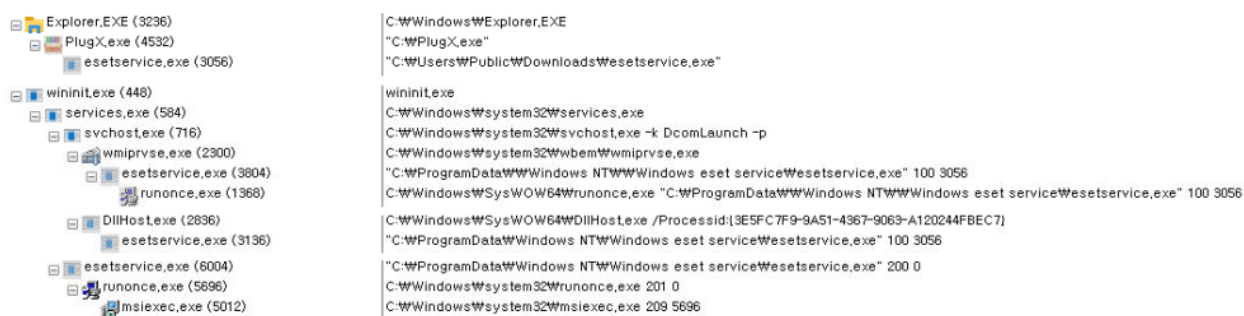 Explorer.EXE (3236) C:₩Windows₩Explorer.EXE
PlugX.exe (4532) "C:₩PlugX.exe"
esetservice.exe (3056) "C:₩Users₩Public₩Downloads₩esetservice.exe"
wininit.exe (448) wininit.exe
services.exe (584) C:₩Windows₩system32₩services.exe
svchost.exe (716) C:₩Windows₩system32₩svchost.exe -k DcomLaunch -p
wmiprvse.exe (2300) C:₩Windows₩system32₩wbem₩wmiprvse.exe
esetservice.exe (3804) "C:₩ProgramData₩₩Windows NT₩₩Windows eset service₩esetservice.exe" 100 3056
runonce.exe (1368) C:₩Windows₩SysWOW64₩runonce.exe "C:₩ProgramData₩₩Windows NT₩₩Windows eset service₩esetservice.exe" 100 3056
DllHost.exe (2836) C:₩Windows₩SysWOW64₩DllHost.exe /Processid:{3E5FC7F9-9A51-4367-9063-A120244FBEC7}
esetservice.exe (3136) "C:₩ProgramData₩Windows NT₩Windows eset service₩esetservice.exe" 100 3056
esetservice.exe (6004) "C:₩ProgramData₩Windows NT₩Windows eset service₩esetservice.exe" 200 0
runonce.exe (5696) C:₩Windows₩system32₩runonce.exe 201 0
msiexec.exe (5012) C:₩Windows₩system32₩msiexec.exe 209 5696